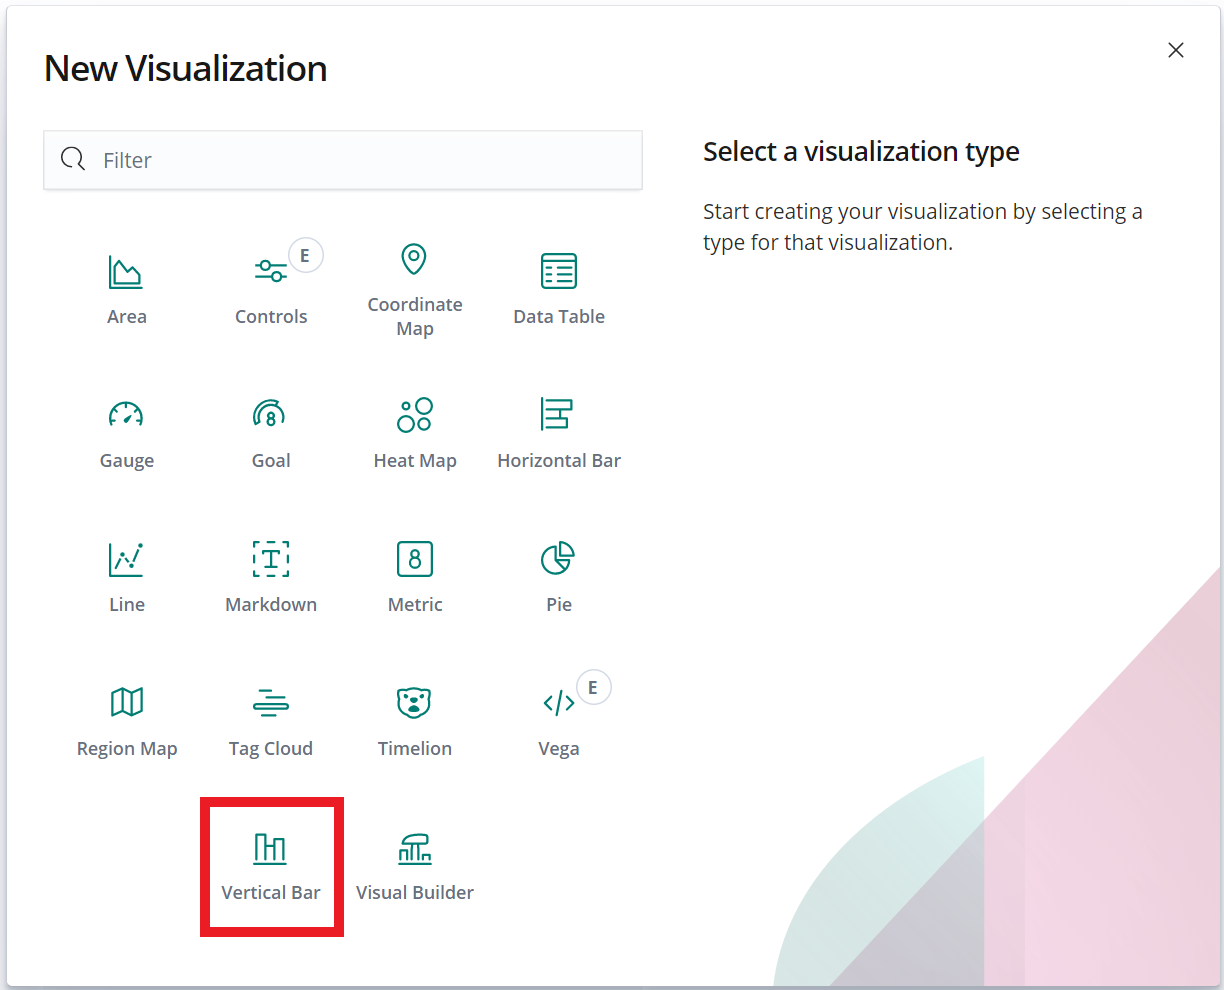 New Visualization
Filter
Select a visualization type
Start creating your visualization by selecting a
type for that visualization.
E
Area
Controls
Coordinate
Map
Data Table
8
Gauge
Goal
Heat Map
Horizontal Bar
T
8
Line
Markdown
Metric
Pie
E
Region Map
Tag Cloud
Timelion
Vega
Vertical Bar
Visual Builder